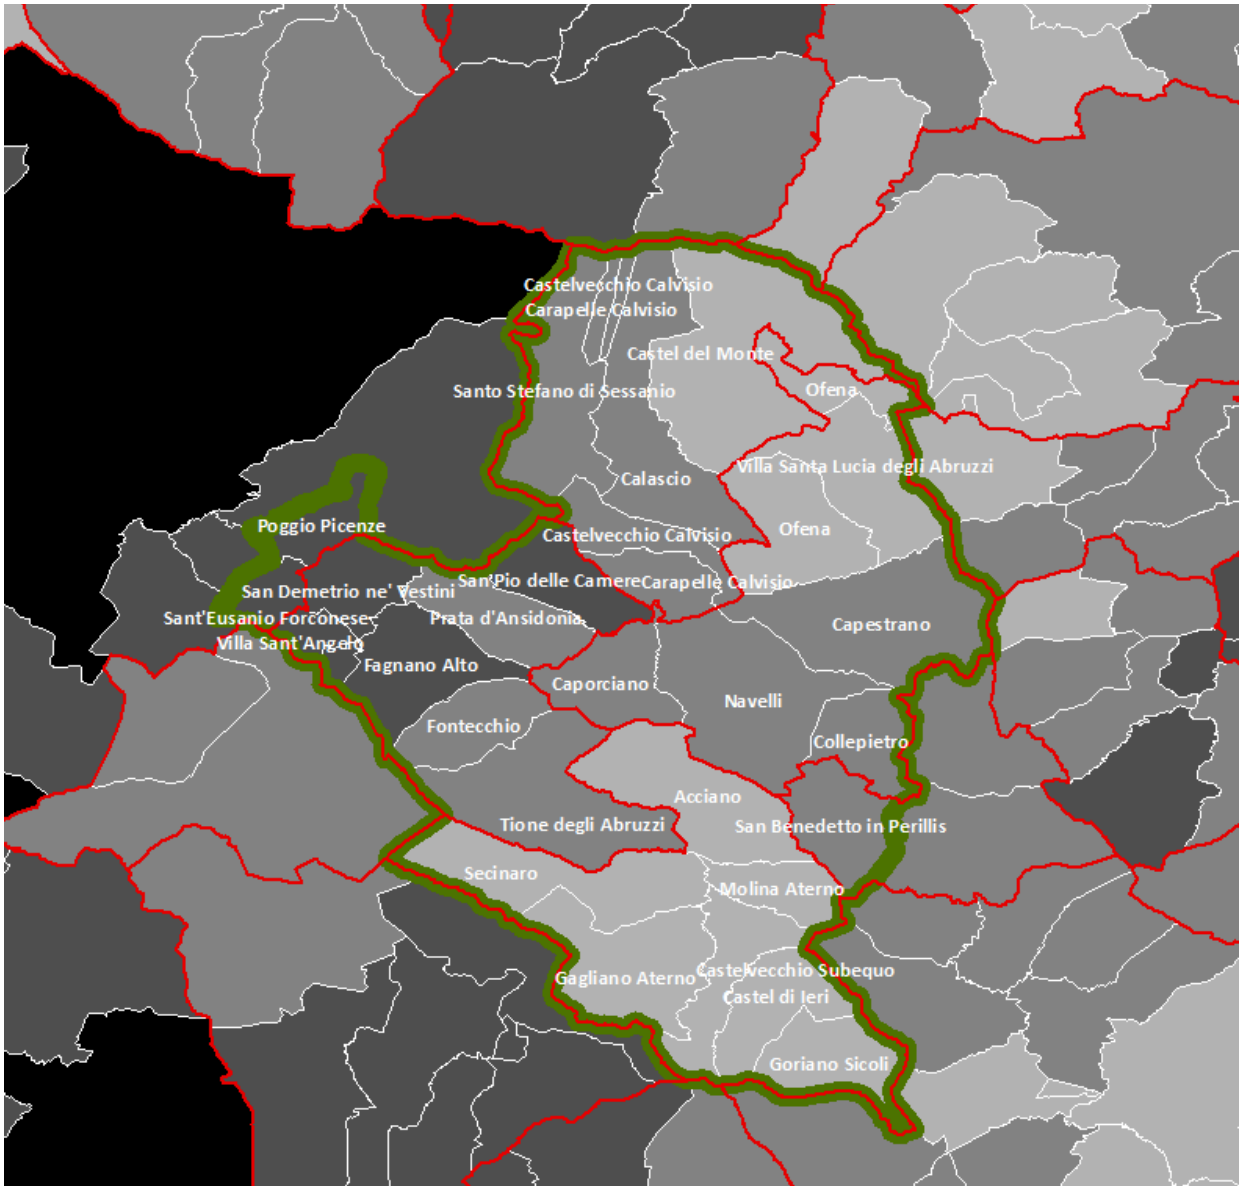 Castelvecchio Calvisio
Carapelle Calvisio
Castel del Monte
Santo Stefano di Sessanio
Ofena
Villa Santa Lucia degli Abruzzi
Calascio
Poggio Picenze
Ofena
Castelvecchio Calvisio
San Pio delle Camere
Carapelle Calvisio
San Demetrio ne' Vestini
Sant'Eusanio Forconese
Prata d'Ansidonia
Capestrano
Villa Sant'Angelo
Fagnano Alto
Caporciano
Navelli
Fontecchio
Collepietro
Acciano
Tione degli Abruzzi
San Benedetto in Perillis
Secinaro
Molina Aterno
Castelvecchio Subequo
Gagliano Aterno
Castel di Ieri
Goriano Sicoli